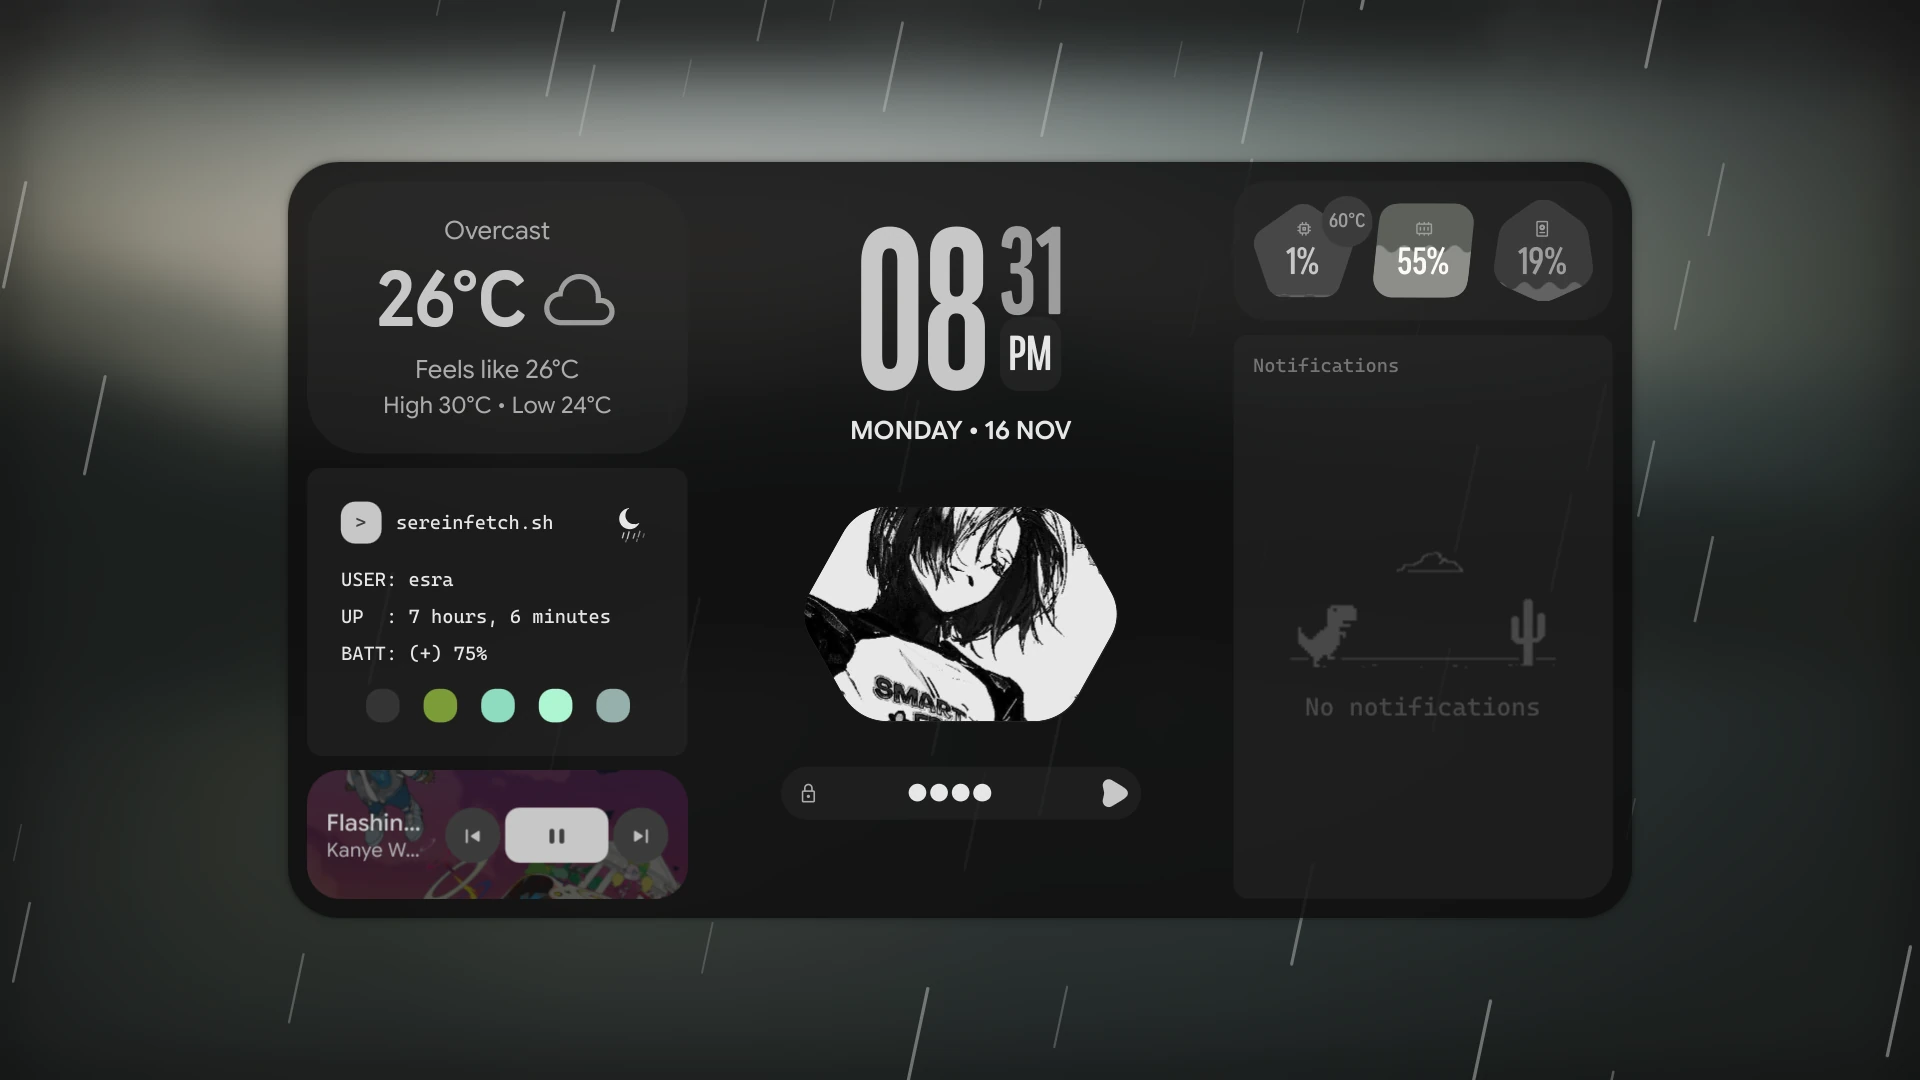 Overcast
26°C
Feels like 26°C
High 30°C • Low 24°C
> sereinfetch.sh
USER: esra
UP : 7 hours, 6 minutes
BATT: (+) 75%
Flashin...
Kanye W...
08 31
PM
MONDAY • 16 NOV
SMART
1%
60°C
55%
19%
Notifications
No notifications